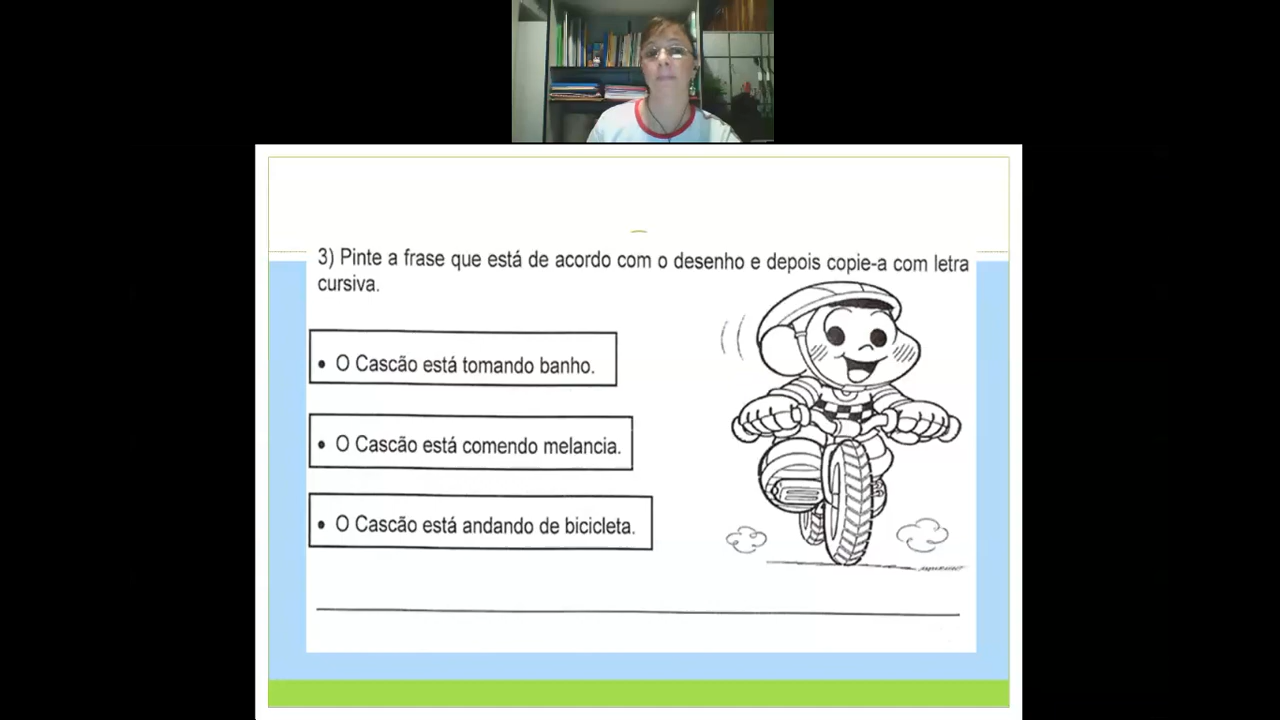 3) Pinte a frase que está de acordo com o desenho e depois copie-a com letra
cursiva.
• O Cascão está tomando banho.
• O Cascão está comendo melancia.
• O Cascão está andando de bicicleta.